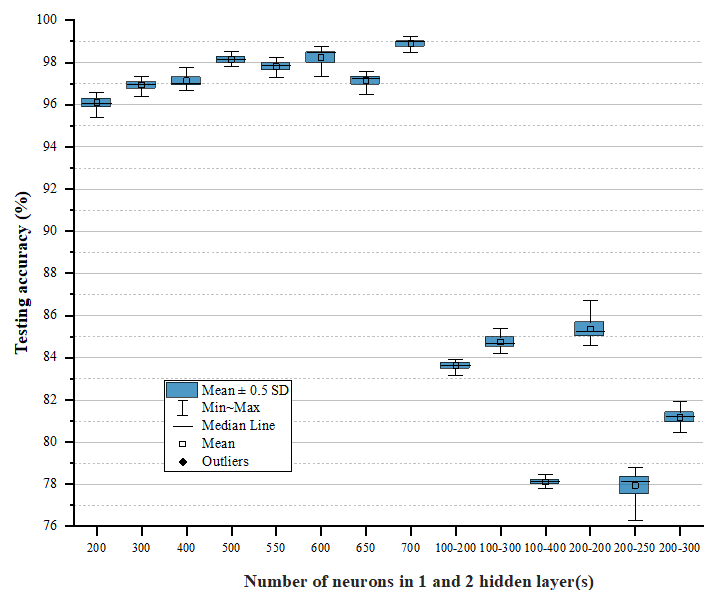 100
98
96
94
92
90
88
86
84
82
80
78
76
Testing accuracy (%)
Mean ± 0.5 SD
Min~Max
Median Line
Mean
Outliers
200 300 400 500 550 600 650 700 100-200 100-300 100-400 200-200 200-250 200-300
Number of neurons in 1 and 2 hidden layer(s)